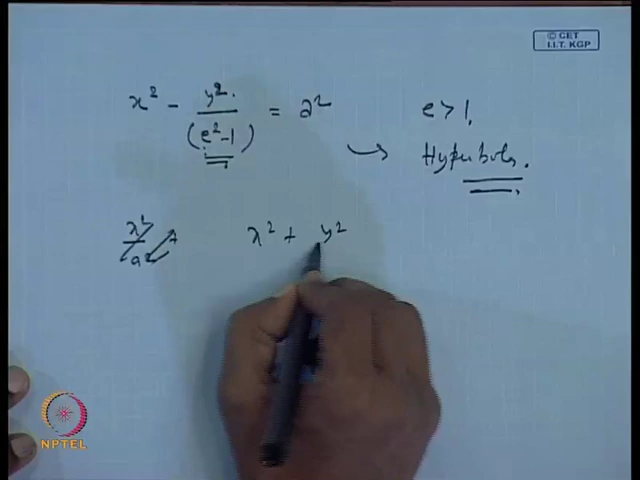 © CET
I.I.T. KGP
x² - y² / (e² - 1) = a² e > 1.
→ Hyperbola.
x² + y²
NPTEL